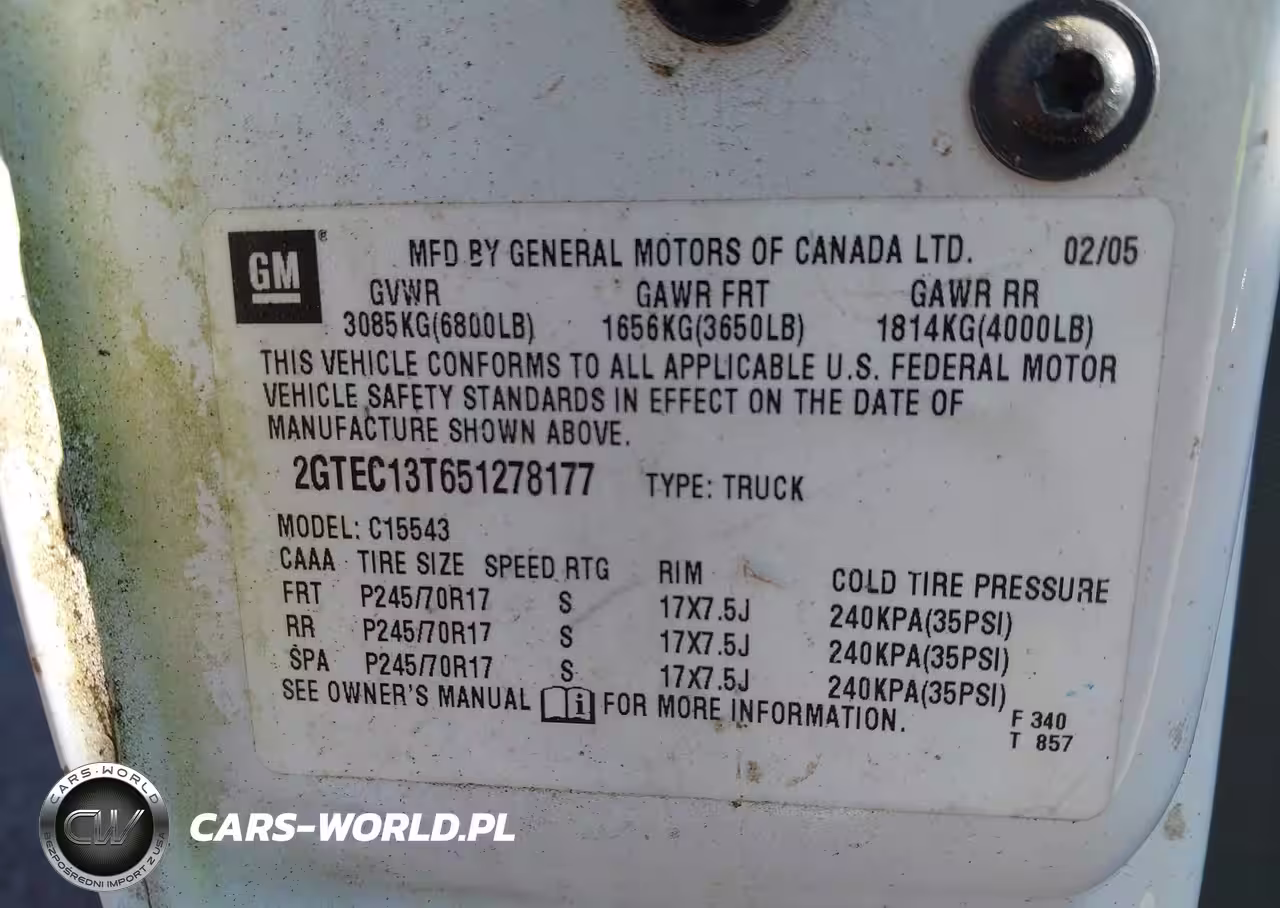 GM ® MFD BY GENERAL MOTORS OF CANADA LTD. 02/05
GVWR GAWR FRT GAWR RR
3085KG(6800LB) 1656KG(3650LB) 1814KG(4000LB)
THIS VEHICLE CONFORMS TO ALL APPLICABLE U.S. FEDERAL MOTOR
VEHICLE SAFETY STANDARDS IN EFFECT ON THE DATE OF
MANUFACTURE SHOWN ABOVE.
2GTEC13T651278177 TYPE: TRUCK
MODEL: C15543
CAAA TIRE SIZE SPEED RTG RIM COLD TIRE PRESSURE
FRT P245/70R17 S 17X7.5J 240KPA(35PSI)
RR P245/70R17 S 17X7.5J 240KPA(35PSI)
SPA P245/70R17 S 17X7.5J 240KPA(35PSI)
SEE OWNER'S MANUAL i FOR MORE INFORMATION.
F 340
T 857
CARS-WORLD
CW
BEZPOŚREDNI IMPORT Z USA
CARS-WORLD.PL